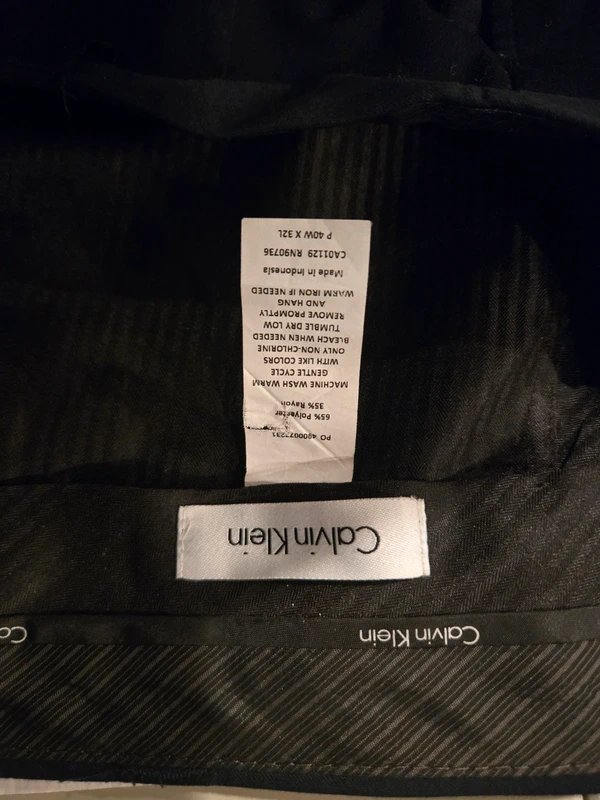 Calvin Klein Ca
Calvin Klein
PO
65% Polyester
35% Rayon
MACHINE WASH WARM
GENTLE CYCLE
WITH LIKE COLORS
ONLY NON-CHLORINE
BLEACH WHEN NEEDED
TUMBLE DRY LOW
REMOVE PROMPTLY
AND HANG
WARM IRON IF NEEDED
Made in Indonesia
CA01129 RN90736
P 40W X 32L